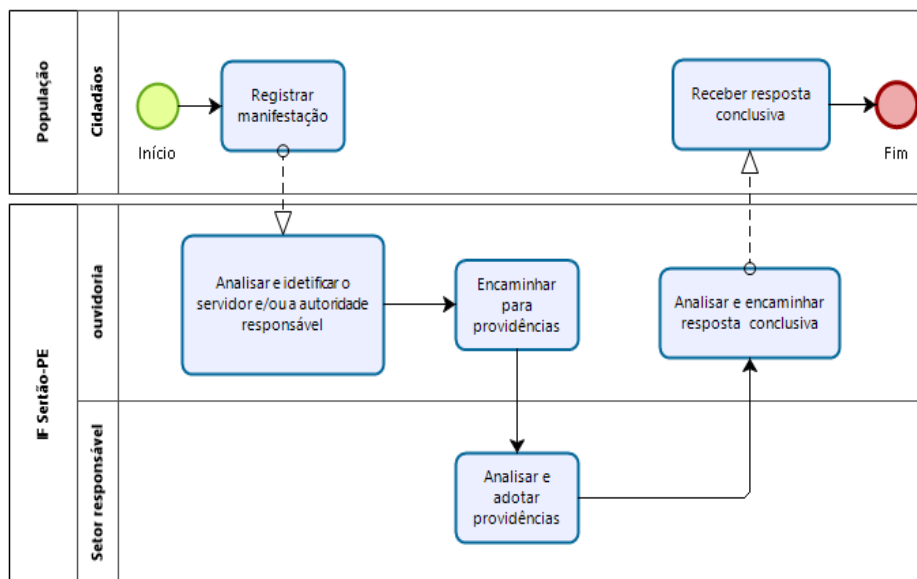 População
Cidadãos
Início
Registrar
manifestação
Receber resposta
conclusiva
Fim
IF Sertão-PE
ouvidoria
Analisar e idetificar o
servidor e/ou a autoridade
responsável
Encaminhar
para
providências
Analisar e encaminhar
resposta conclusiva
Setor responsável
Analisar e
adotar
providências